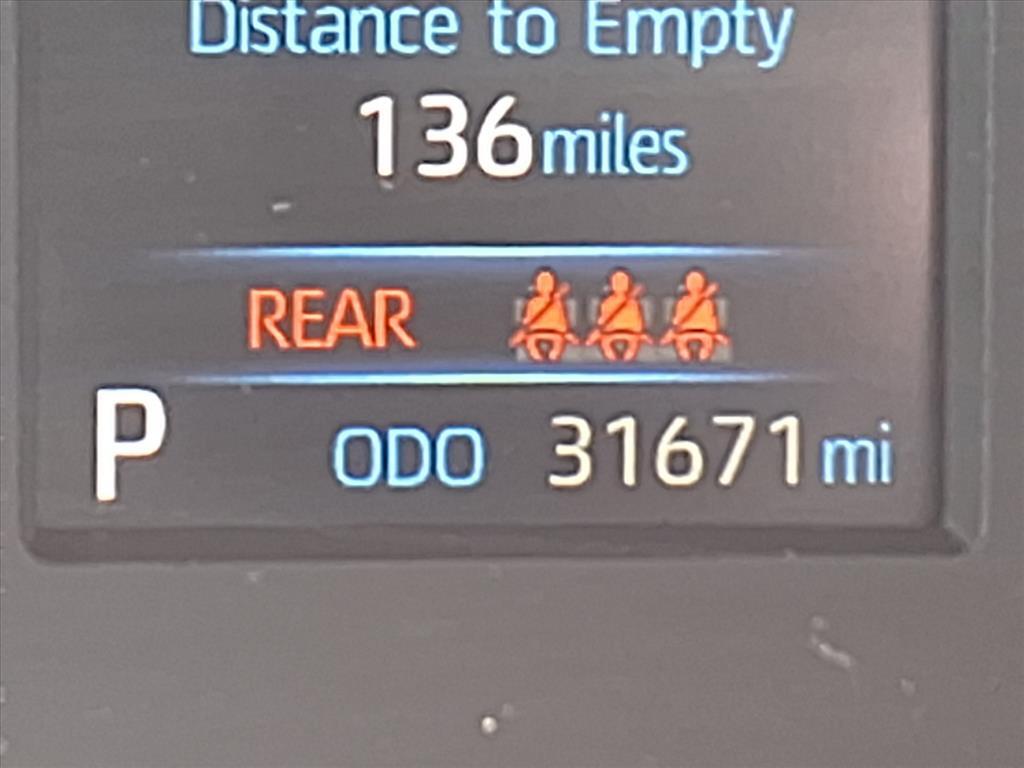 Distance to Empty
136 miles
REAR
P ODO 31671 mi